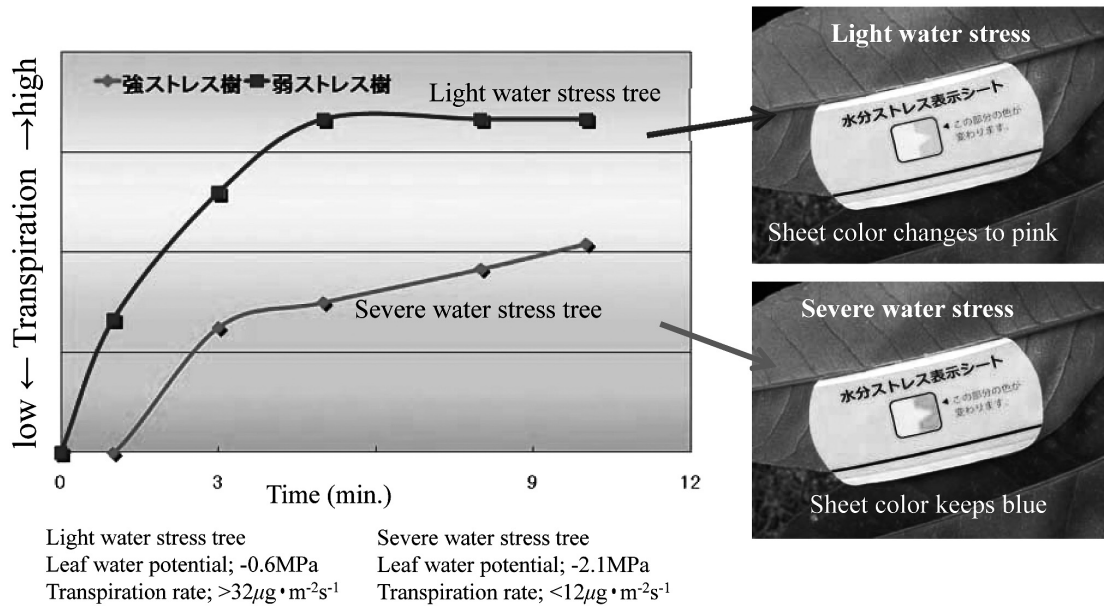 low ← Transpiration →high
強ストレス樹 弱ストレス樹
Light water stress tree
Severe water stress tree
0 3 9 12
Time (min.)
Light water stress tree
Leaf water potential; -0.6MPa
Transpiration rate; >32μg・m-2s-1
Severe water stress tree
Leaf water potential; -2.1MPa
Transpiration rate; <12μg・m-2s-1
Light water stress
水分ストレス表示シート
◀ この部分の色が
変わります。
Sheet color changes to pink
Severe water stress
水分ストレス表示シート
◀ この部分の色が
変わります。
Sheet color keeps blue